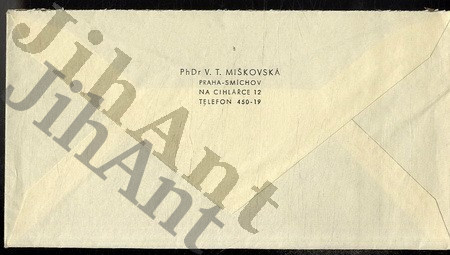 PhDr V. T. MIŠKOVSKÁ
PRAHA-SMÍCHOV
NA CIHLÁŘCE 12
TELEFON 450-19
JihAnt
JihAnt